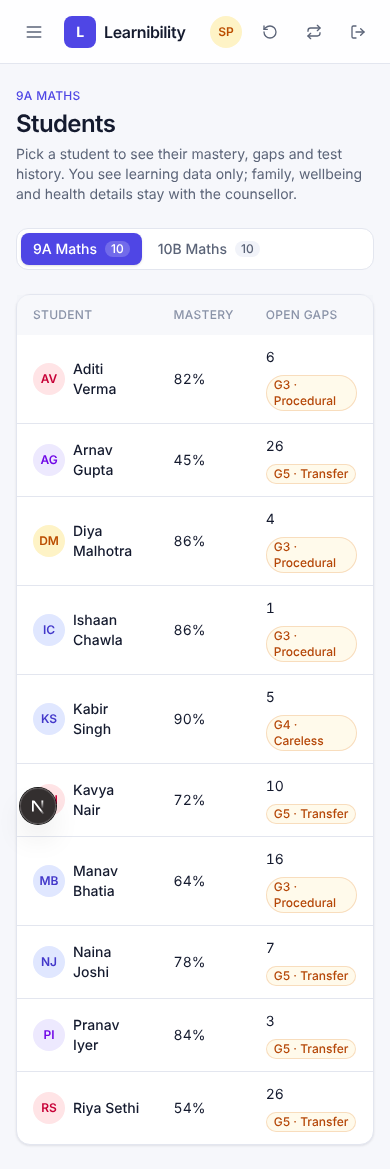 L Learnibility SP
9A MATHS
Students
Pick a student to see their mastery, gaps and test
history. You see learning data only; family, wellbeing
and health details stay with the counsellor.
9A Maths 10 10B Maths 10
STUDENT MASTERY OPEN GAPS
AV Aditi Verma 82% 6
G3 · Procedural
AG Arnav Gupta 45% 26
G5 · Transfer
DM Diya Malhotra 86% 4
G3 · Procedural
IC Ishaan Chawla 86% 1
G3 · Procedural
KS Kabir Singh 90% 5
G4 · Careless
N Kavya Nair 72% 10
G5 · Transfer
MB Manav Bhatia 64% 16
G3 · Procedural
NJ Naina Joshi 78% 7
G5 · Transfer
PI Pranav Iyer 84% 3
G5 · Transfer
RS Riya Sethi 54% 26
G5 · Transfer